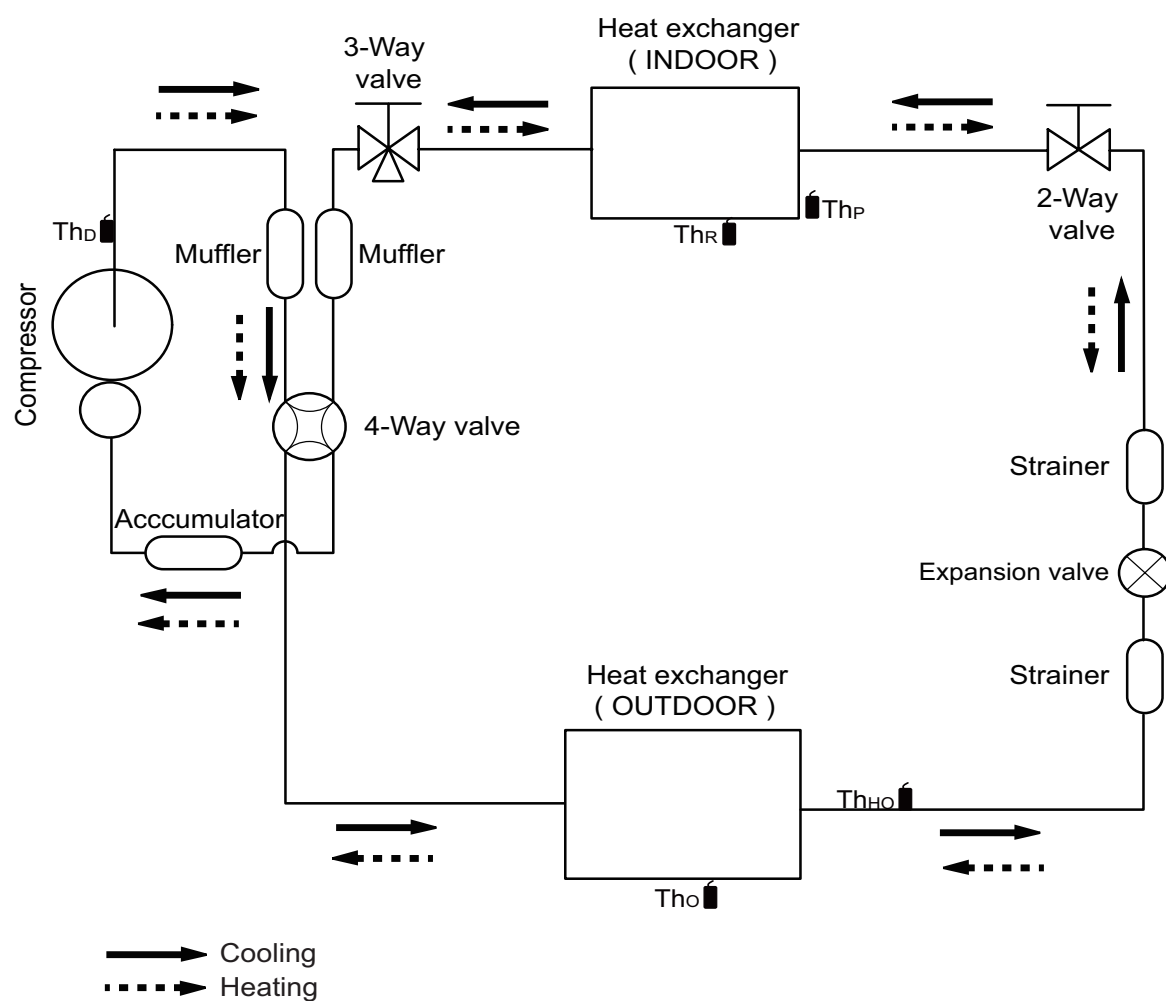 Heat exchanger
( INDOOR )
3-Way
valve
2-Way
valve
ThD
ThP
ThR
Muffler
Muffler
Compressor
4-Way valve
Strainer
Acccumulator
Expansion valve
Heat exchanger
( OUTDOOR )
Strainer
ThHO
ThO
Cooling
Heating